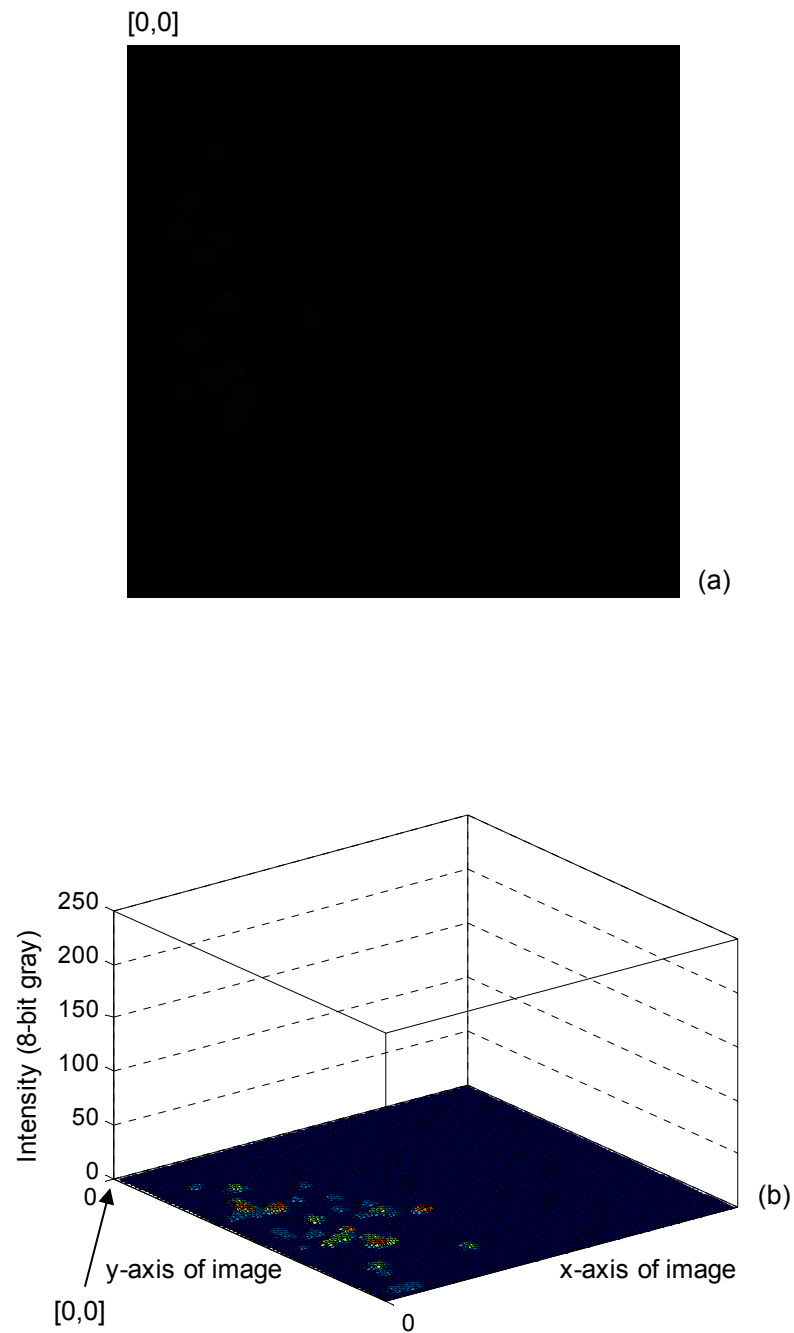 [0,0]
(a)
250
200
150
100
50
0
Intensity (8-bit gray)
0
(b)
y-axis of image
x-axis of image
[0,0]
0